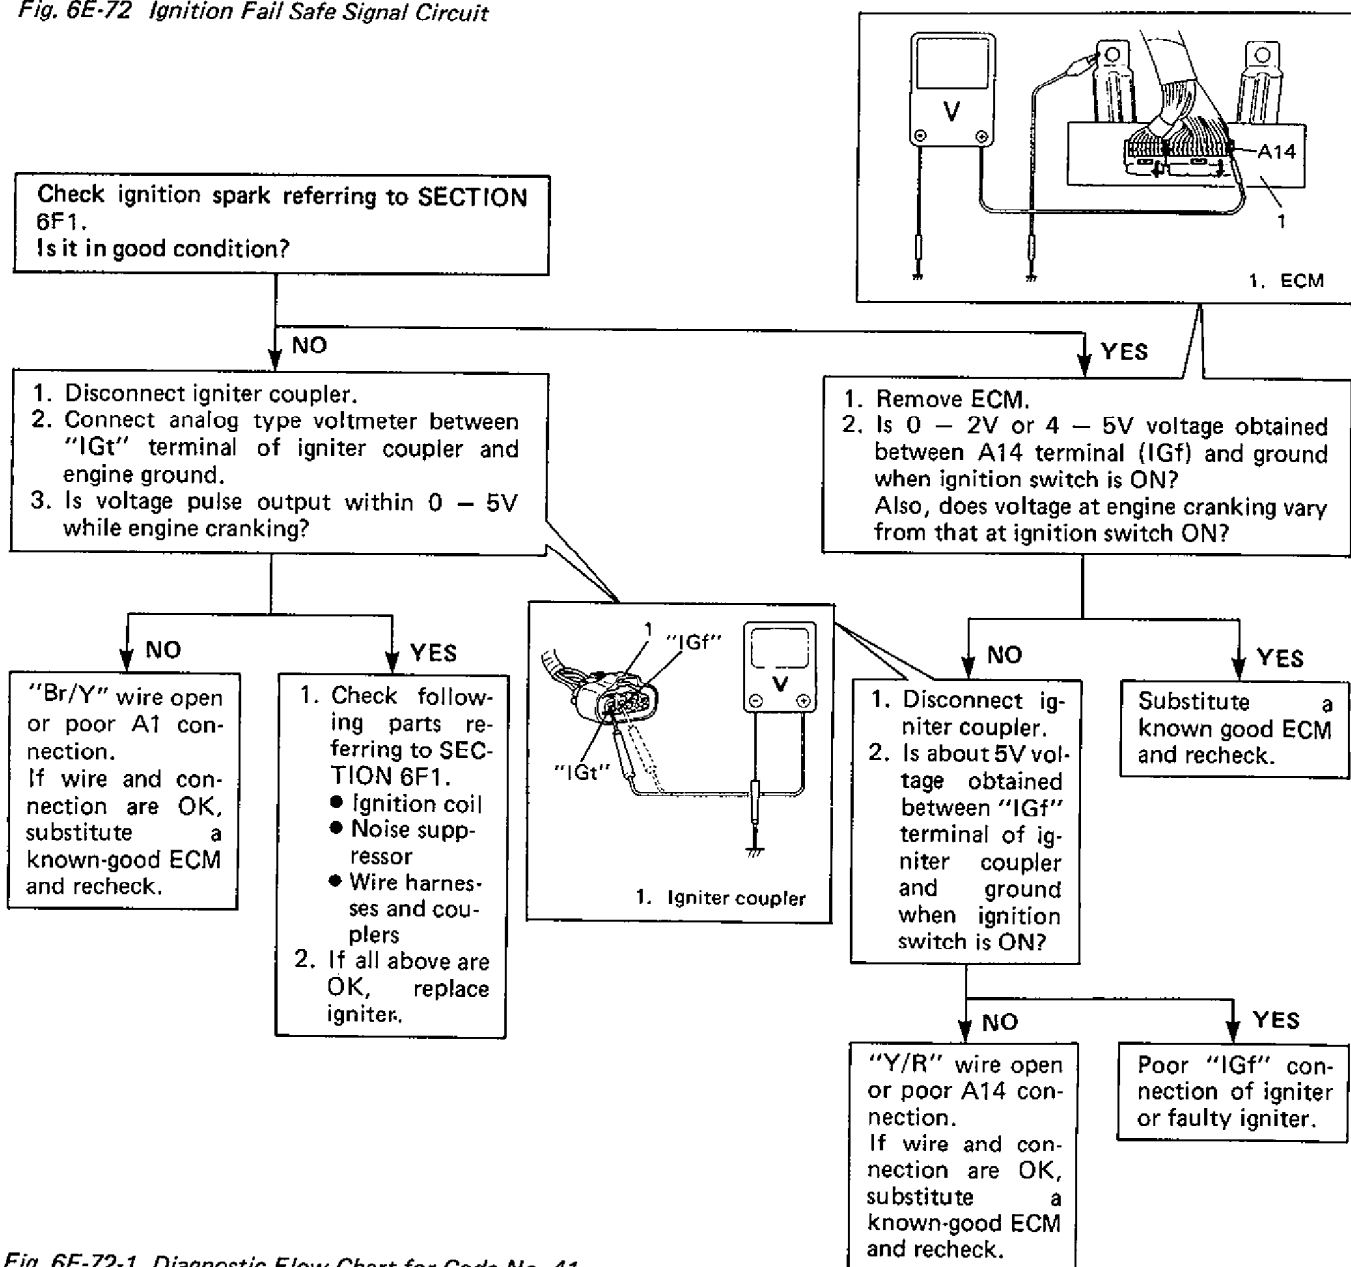 Fig. 6E-72 Ignition Fail Safe Signal Circuit
V
A14
1
1. ECM
Check ignition spark referring to SECTION
6F1.
Is it in good condition?
NO
YES
1. Disconnect igniter coupler.
2. Connect analog type voltmeter between
"IGt" terminal of igniter coupler and
engine ground.
3. Is voltage pulse output within 0 – 5V
while engine cranking?
1. Remove ECM.
2. Is 0 – 2V or 4 – 5V voltage obtained
between A14 terminal (IGf) and ground
when ignition switch is ON?
Also, does voltage at engine cranking vary
from that at ignition switch ON?
NO
YES
"Br/Y" wire open
or poor A1 con-
nection.
If wire and con-
nection are OK,
substitute a
known-good ECM
and recheck.
1. Check follow-
ing parts re-
ferring to SEC-
TION 6F1.
● Ignition coil
● Noise supp-
ressor
● Wire harnes-
ses and cou-
plers
2. If all above are
OK, replace
igniter.
1
"IGf"
V
"IGt"
1. Igniter coupler
NO
YES
1. Disconnect ig-
niter coupler.
2. Is about 5V vol-
tage obtained
between "IGf"
terminal of ig-
niter coupler
and ground
when ignition
switch is ON?
Substitute a
known good ECM
and recheck.
NO
YES
"Y/R" wire open
or poor A14 con-
nection.
If wire and con-
nection are OK,
substitute a
known-good ECM
and recheck.
Poor "IGf" con-
nection of igniter
or faulty igniter.
Fig. 6E-72-1 Diagnostic Flow Chart for Code No. 41